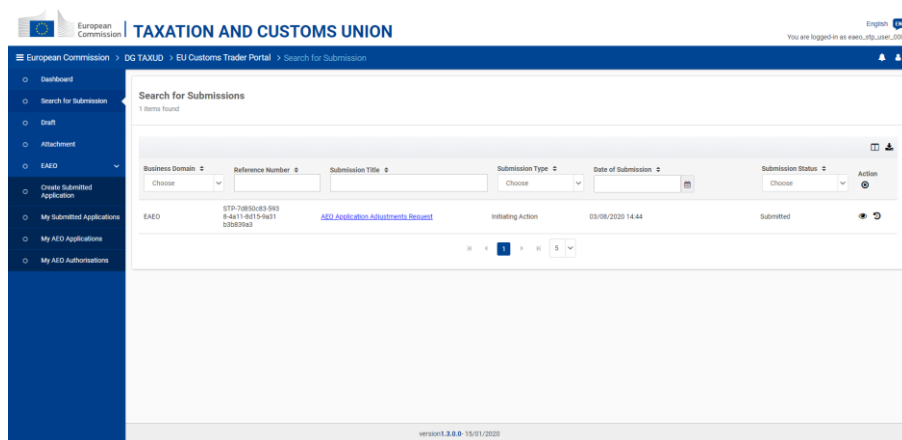 European
Commission
TAXATION AND CUSTOMS UNION
English EN
You are logged-in as eaeo_stp_user_00
European Commission > DG TAXUD > EU Customs Trader Portal > Search for Submission
Dashboard
Search for Submission
Draft
Attachment
EAEO
Create Submitted
Application
My Submitted Applications
My AEO Applications
My AEO Authorisations
Search for Submissions
1 items found
Business Domain
Reference Number
Submission Title
Submission Type
Date of Submission
Submission Status
Action
Choose
Choose
Choose
EAEO
STP-7d850c83-593
8-4a11-8d15-9a31
b3b839a3
AEO Application Adjustments Request
Initiating Action
03/08/2020 14:44
Submitted
1
5
version1.3.0.0- 15/01/2020